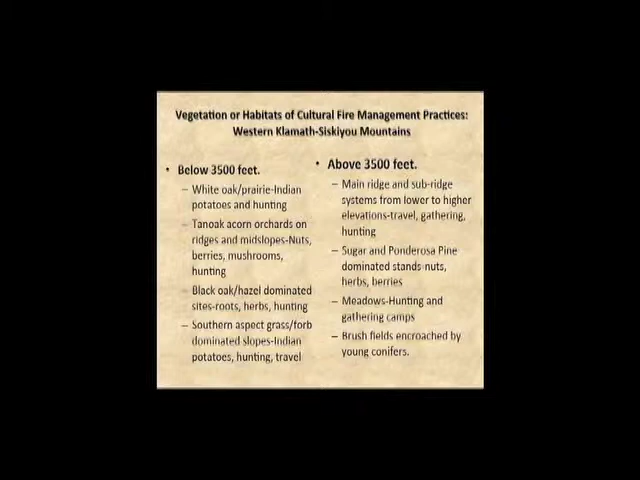 Vegetation or Habitats of Cultural Fire Management Practices:
Western Klamath-Siskiyou Mountains
• Below 3500 feet.
– White oak/prairie-Indian
potatoes and hunting
– Tanoak acorn orchards on
ridges and midslopes-Nuts,
berries, mushrooms,
hunting
– Black oak/hazel dominated
sites-roots, herbs, hunting
– Southern aspect grass/forb
dominated slopes-Indian
potatoes, hunting, travel
• Above 3500 feet.
– Main ridge and sub-ridge
systems from lower to higher
elevations-travel, gathering,
hunting
– Sugar and Ponderosa Pine
dominated stands-nuts,
herbs, berries
– Meadows-Hunting and
gathering camps
– Brush fields encroached by
young conifers.